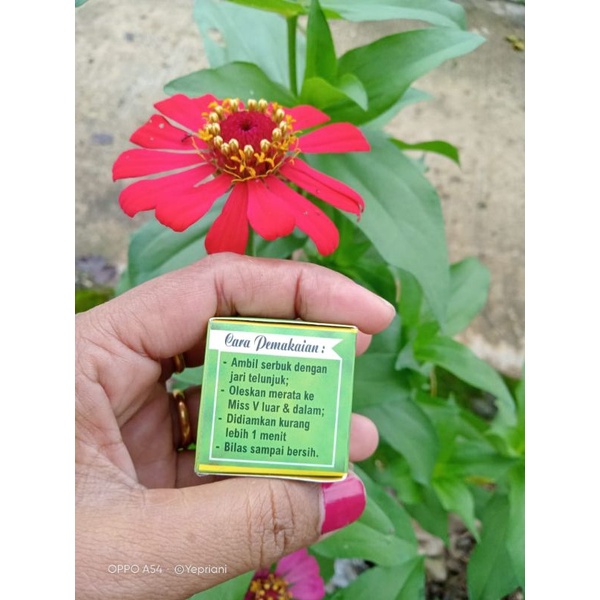 Cara Pemakaian :
- Ambil serbuk dengan
jari telunjuk;
- Oleskan merata ke
Miss V luar & dalam;
- Didiamkan kurang
lebih 1 menit
- Bilas sampai bersih.
OPPO A54 · ©Yepriani